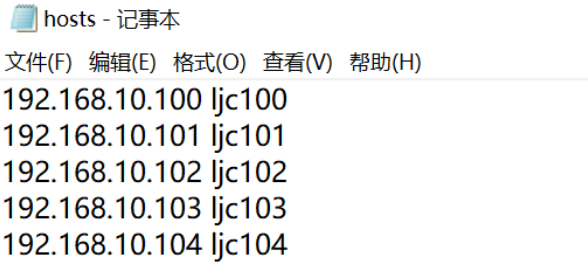 hosts - 记事本
文件(F) 编辑(E) 格式(O) 查看(V) 帮助(H)
192.168.10.100 ljc100
192.168.10.101 ljc101
192.168.10.102 ljc102
192.168.10.103 ljc103
192.168.10.104 ljc104